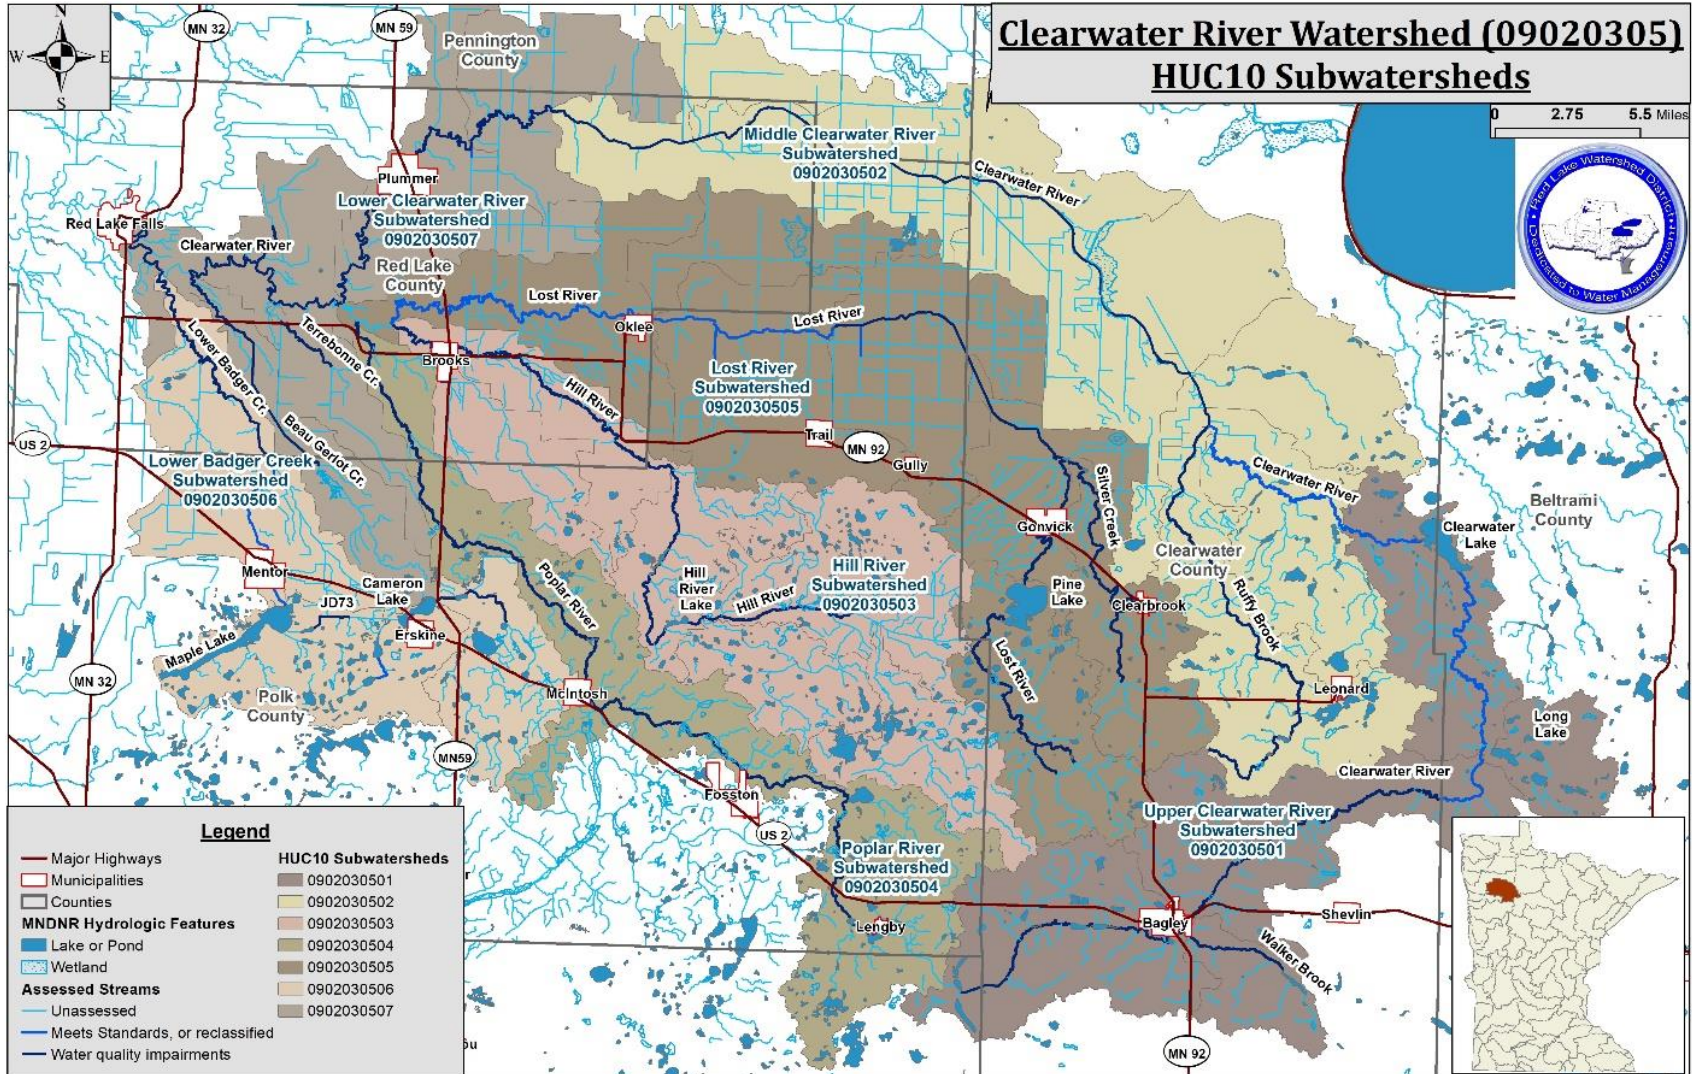 Clearwater River Watershed (09020305)
HUC10 Subwatersheds
N
W
E
S
MN 32
MN 59
Pennington
County
0
2.75
5.5 Miles
Red Lake Watershed District
Dedicated to Water Management
Middle Clearwater River
Subwatershed
0902030502
Clearwater River
Plummer
Lower Clearwater River
Subwatershed
0902030507
Red Lake Falls
Clearwater River
Red Lake
County
Lost River
Oklee
Lost River
Lower Badger Cr.
Terrebonne Cr.
Brooks
Lost River
Subwatershed
0902030505
Hill River
Beau Gerlot Cr.
US 2
Trail
MN 92
Gully
Lower Badger Creek
Subwatershed
0902030506
Silver Creek
Clearwater River
Beltrami
County
Gonvick
Clearwater
Lake
Clearwater
County
Mentor
Cameron
Lake
JD73
Poplar River
Hill
River
Lake
Hill River
Hill River
Subwatershed
0902030503
Pine
Lake
Clearbrook
Ruffy Brook
Erskine
Maple Lake
MN 32
Polk
County
McIntosh
Lost River
Leonard
Long
Lake
MN59
Fosston
Clearwater River
US 2
Upper Clearwater River
Subwatershed
0902030501
Poplar River
Subwatershed
0902030504
Lengby
Bagley
Shevlin
Walker Brook
MN 92
Legend
Major Highways
Municipalities
Counties
MNDNR Hydrologic Features
Lake or Pond
Wetland
Assessed Streams
Unassessed
Meets Standards, or reclassified
Water quality impairments
HUC10 Subwatersheds
0902030501
0902030502
0902030503
0902030504
0902030505
0902030506
0902030507